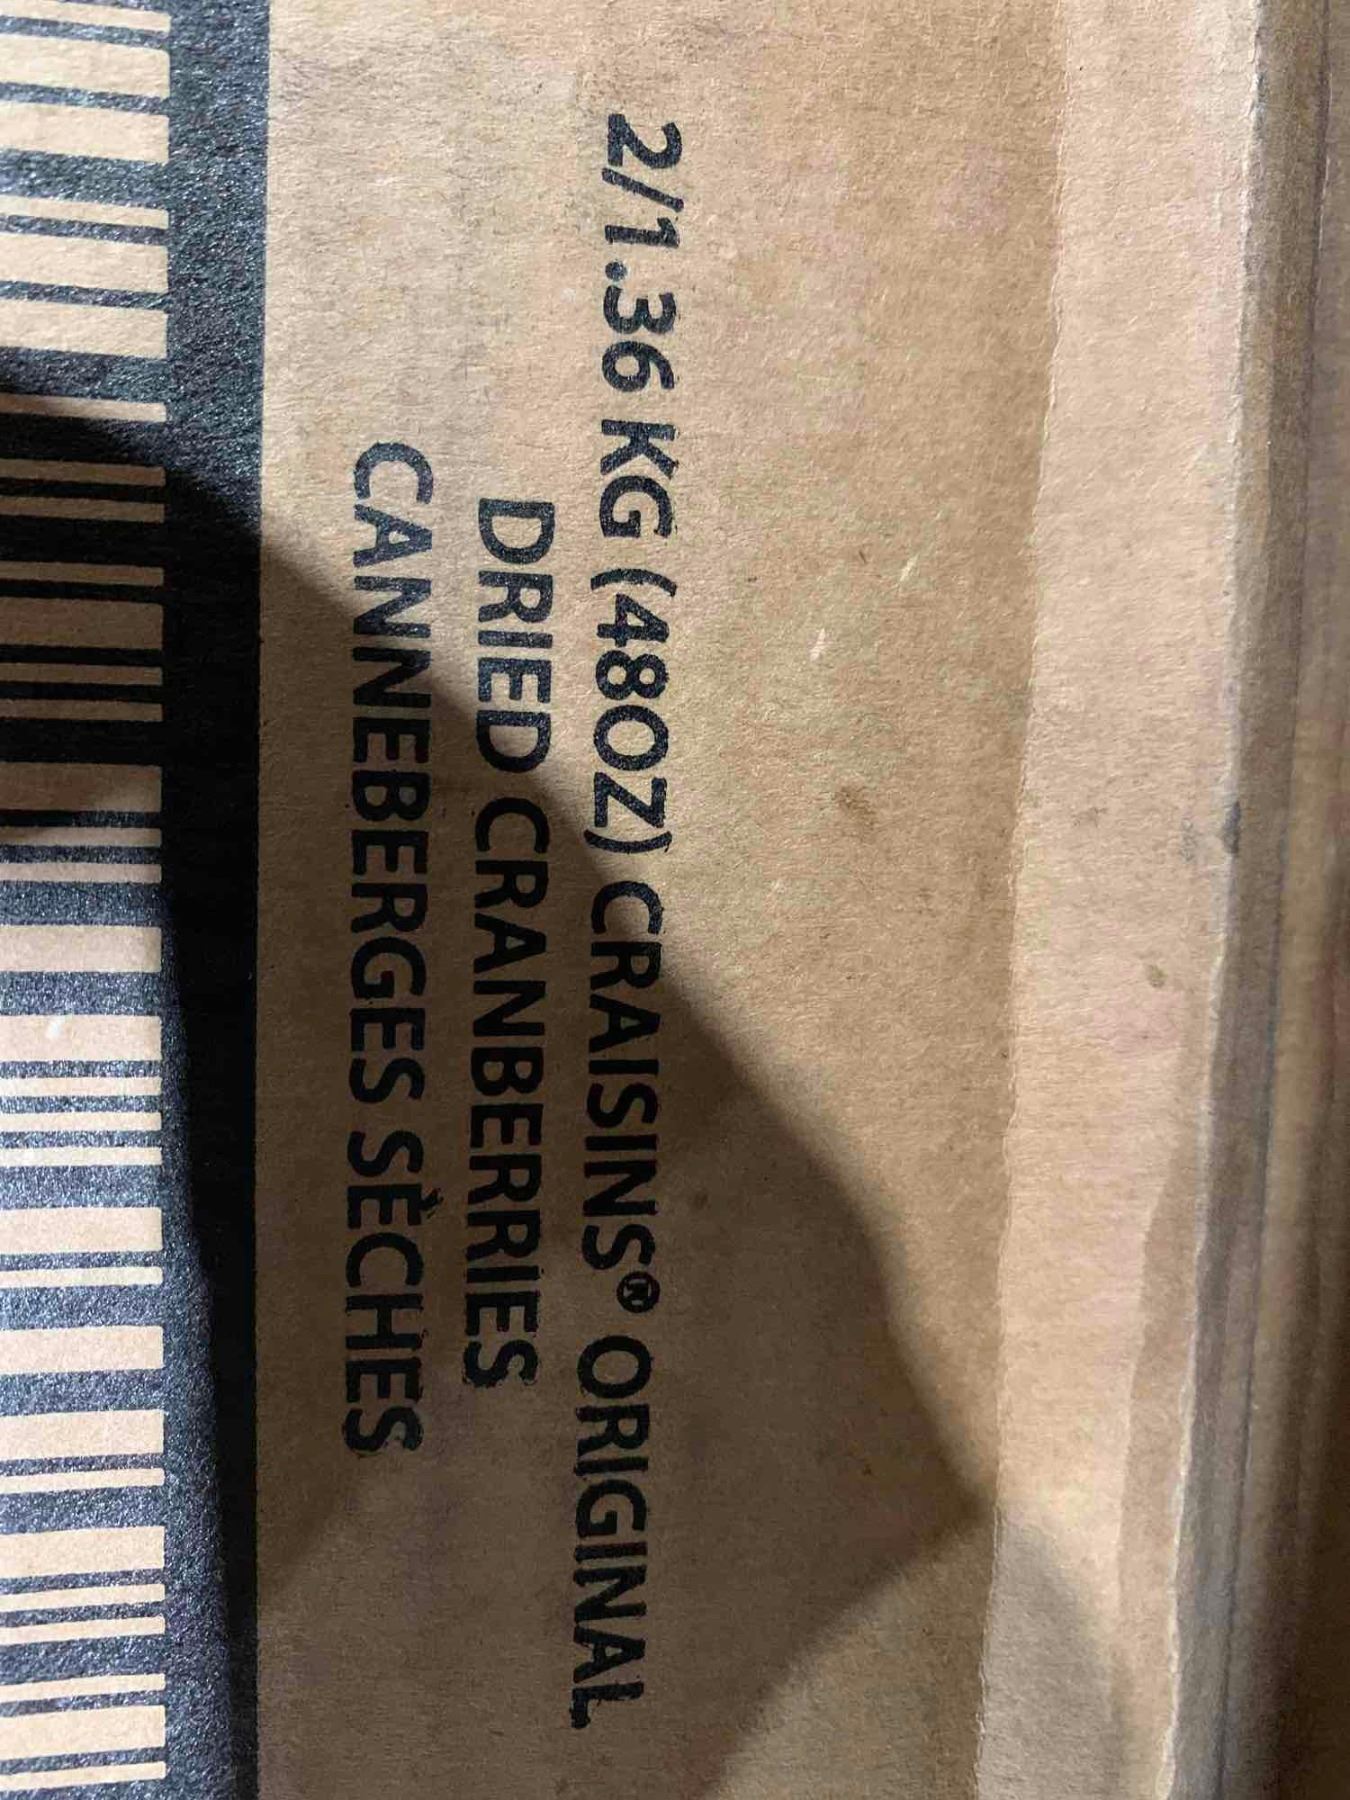 2/1.36 KG (48OZ) CRAISINS® ORIGINAL
DRIED CRANBERRIES
CANNEBERGES SÉCHES